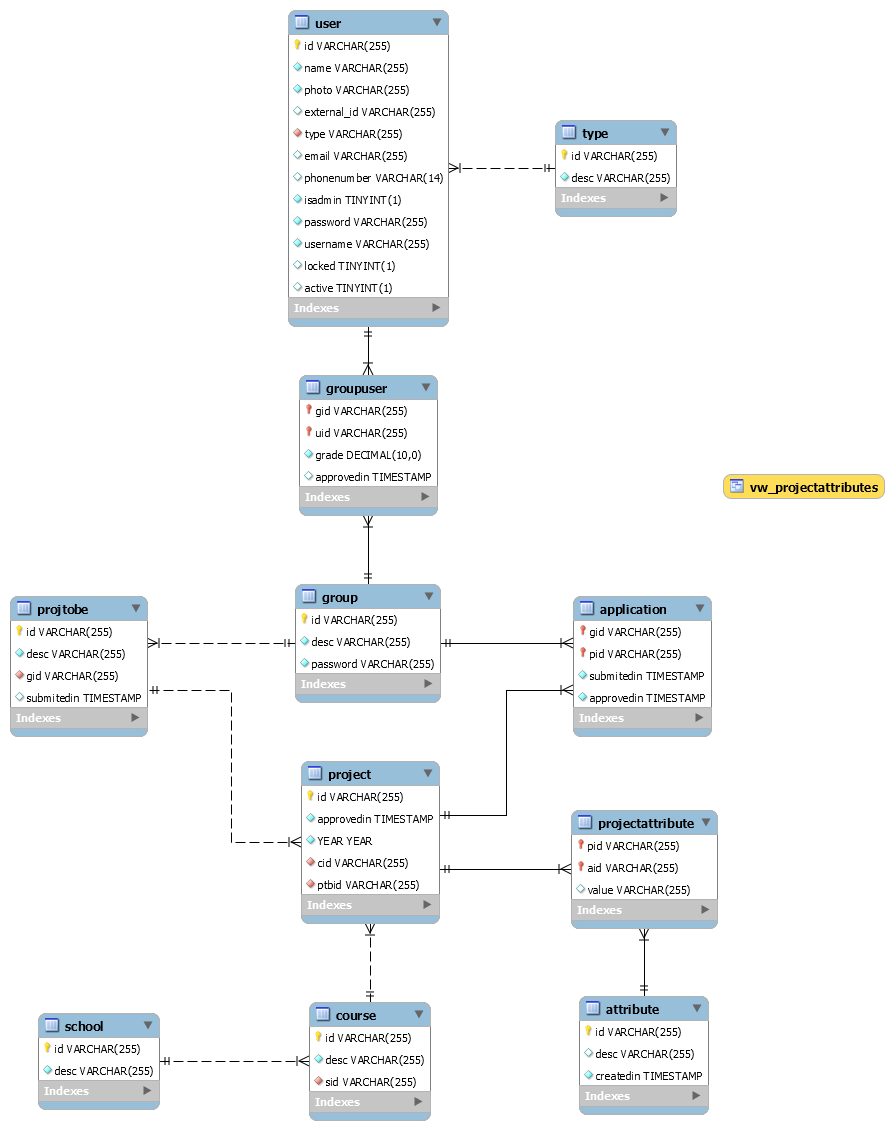 user
id VARCHAR(255)
name VARCHAR(255)
photo VARCHAR(255)
external_id VARCHAR(255)
type VARCHAR(255)
email VARCHAR(255)
phonenumber VARCHAR(14)
isadmin TINYINT(1)
password VARCHAR(255)
username VARCHAR(255)
locked TINYINT(1)
active TINYINT(1)
Indexes
type
id VARCHAR(255)
desc VARCHAR(255)
Indexes
groupuser
gid VARCHAR(255)
uid VARCHAR(255)
grade DECIMAL(10,0)
approvedin TIMESTAMP
Indexes
vw_projectattributes
projtobe
id VARCHAR(255)
desc VARCHAR(255)
gid VARCHAR(255)
submitedin TIMESTAMP
Indexes
group
id VARCHAR(255)
desc VARCHAR(255)
password VARCHAR(255)
Indexes
application
gid VARCHAR(255)
pid VARCHAR(255)
submitedin TIMESTAMP
approvedin TIMESTAMP
Indexes
project
id VARCHAR(255)
approvedin TIMESTAMP
YEAR YEAR
cid VARCHAR(255)
ptbid VARCHAR(255)
Indexes
projectattribute
pid VARCHAR(255)
aid VARCHAR(255)
value VARCHAR(255)
Indexes
school
id VARCHAR(255)
desc VARCHAR(255)
Indexes
course
id VARCHAR(255)
desc VARCHAR(255)
sid VARCHAR(255)
Indexes
attribute
id VARCHAR(255)
desc VARCHAR(255)
createdin TIMESTAMP
Indexes